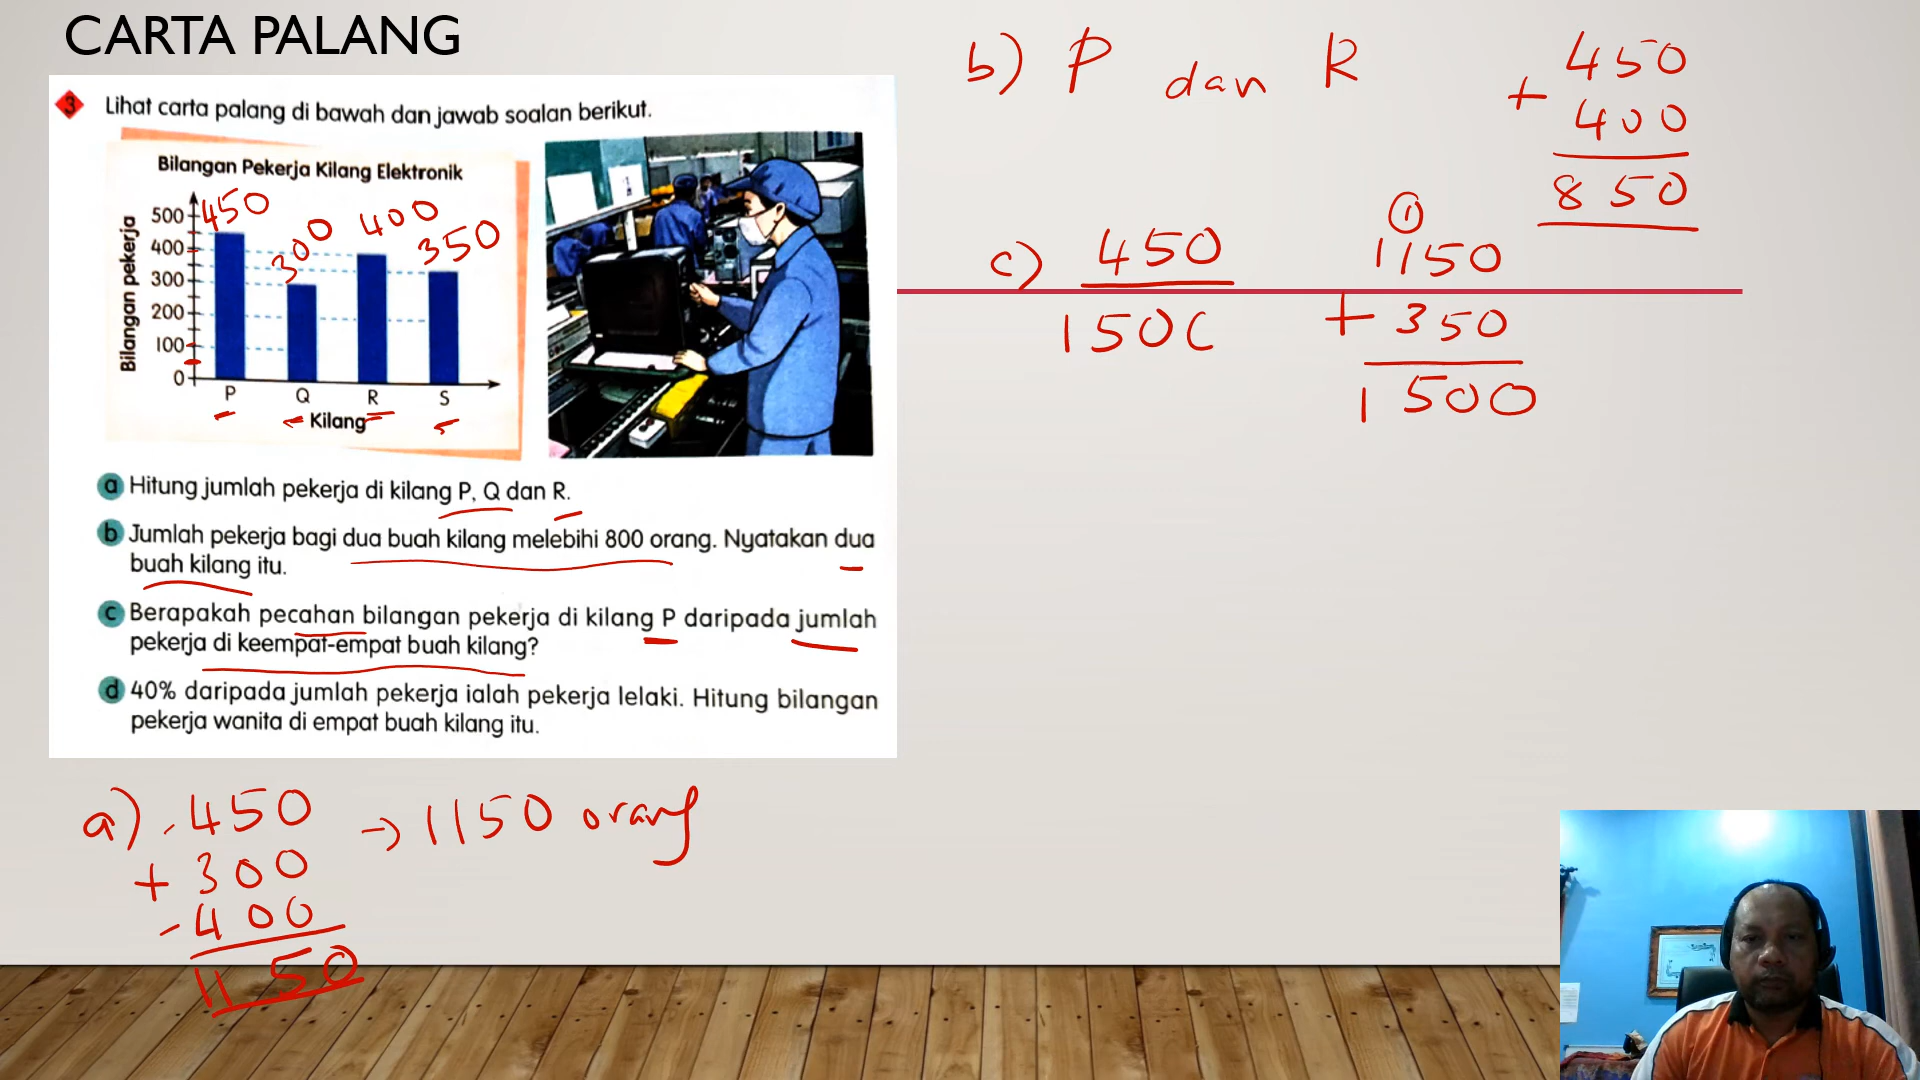 CARTA PALANG
3 Lihat carta palang di bawah dan jawab soalan berikut.
Bilangan Pekerja Kilang Elektronik
Bilangan pekerja
500
400
300
200
100
0
450
300
400
350
P Q R S
Kilang
a Hitung jumlah pekerja di kilang P, Q dan R.
b Jumlah pekerja bagi dua buah kilang melebihi 800 orang. Nyatakan dua
buah kilang itu.
c Berapakah pecahan bilangan pekerja di kilang P daripada jumlah
pekerja di keempat-empat buah kilang?
d 40% daripada jumlah pekerja ialah pekerja lelaki. Hitung bilangan
pekerja wanita di empat buah kilang itu.
a) 450 → 1150 orang
+ 300
400
1150
b) P dan R
450
+ 400
850
c) 450
1500
1
1150
+ 350
1500